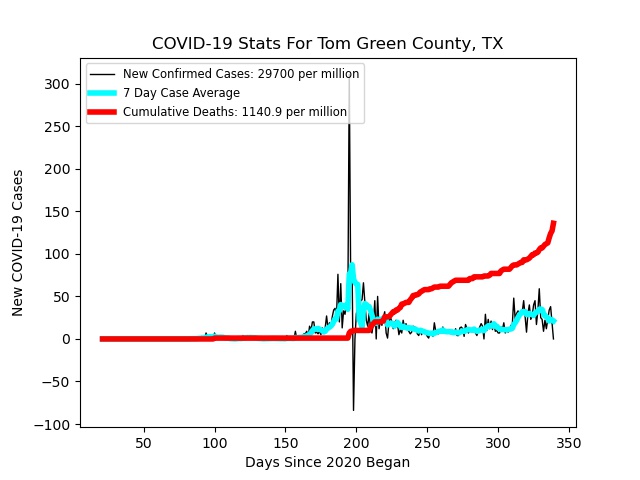 COVID-19 Stats For Tom Green County, TX
New Confirmed Cases: 29700 per million
7 Day Case Average
Cumulative Deaths: 1140.9 per million
New COVID-19 Cases
300
250
200
150
100
50
0
−50
−100
50 100 150 200 250 300 350
Days Since 2020 Began